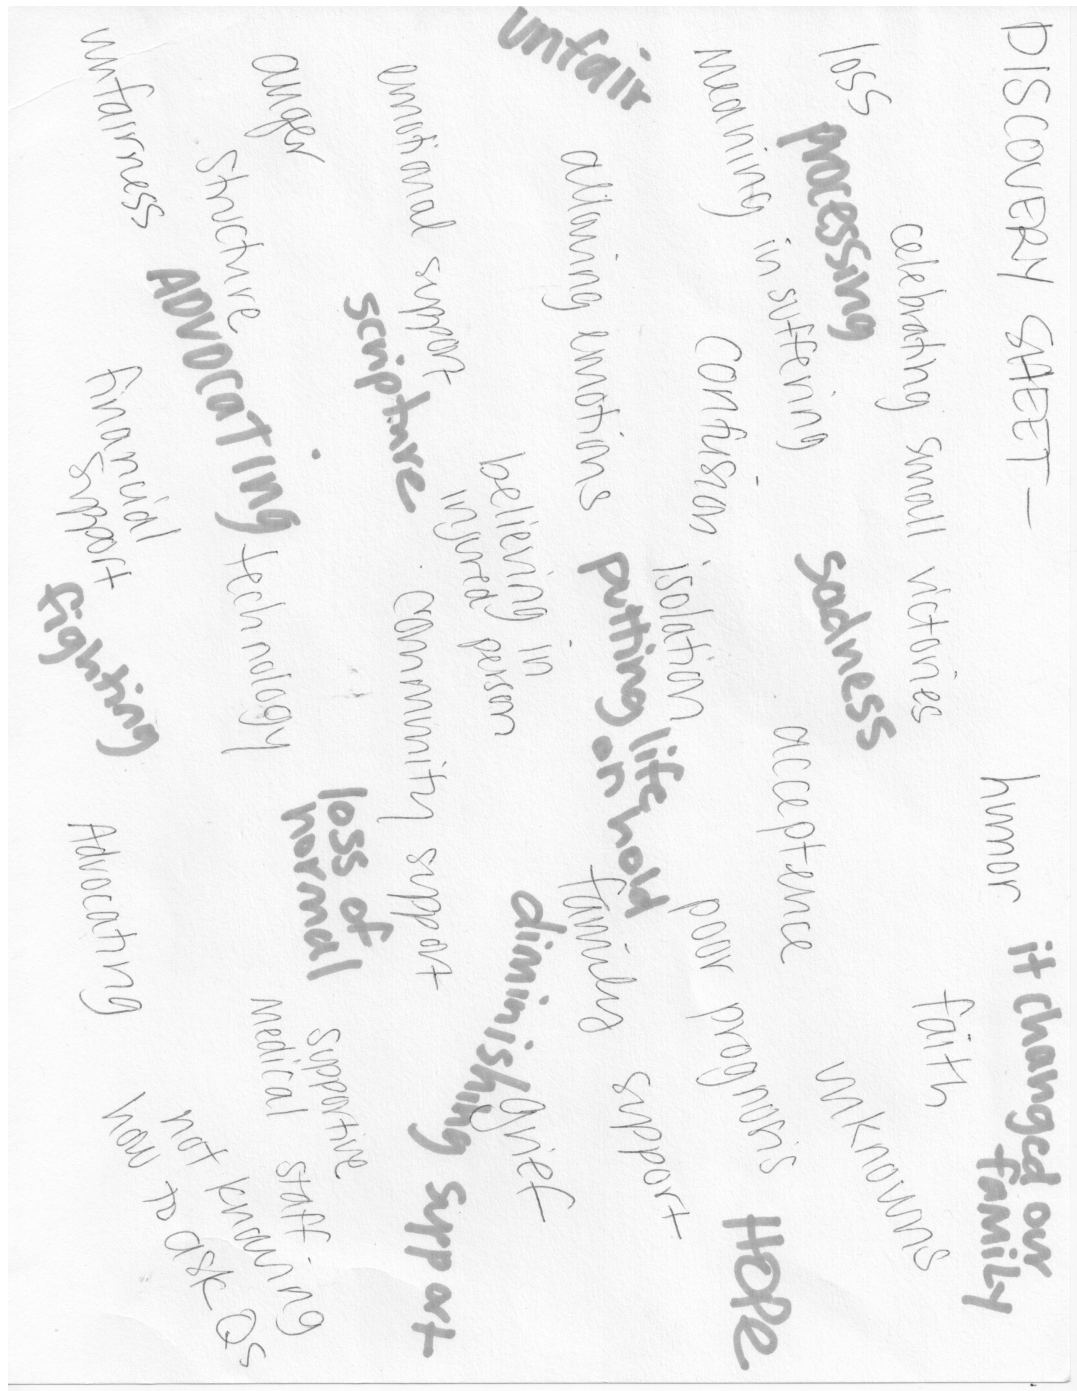 DISCOVERY SHEET -
humor
it changed our
family
loss
celebrating small victories
faith
processing
sadness
unknowns
meaning in suffering
acceptence
HOPE
confusion
poor prognosis
isolation
unfair
putting life
on hold
support
allowing emotions
family
believing in
injured person
diminishing support
grief
emotional support
community support
scripture
loss of
normal
supportive
medical staff.
anger
structure
technology
ADVOCATING
not knowing
how to ask Qs
unfairness
financial
support
fighting
Advocating